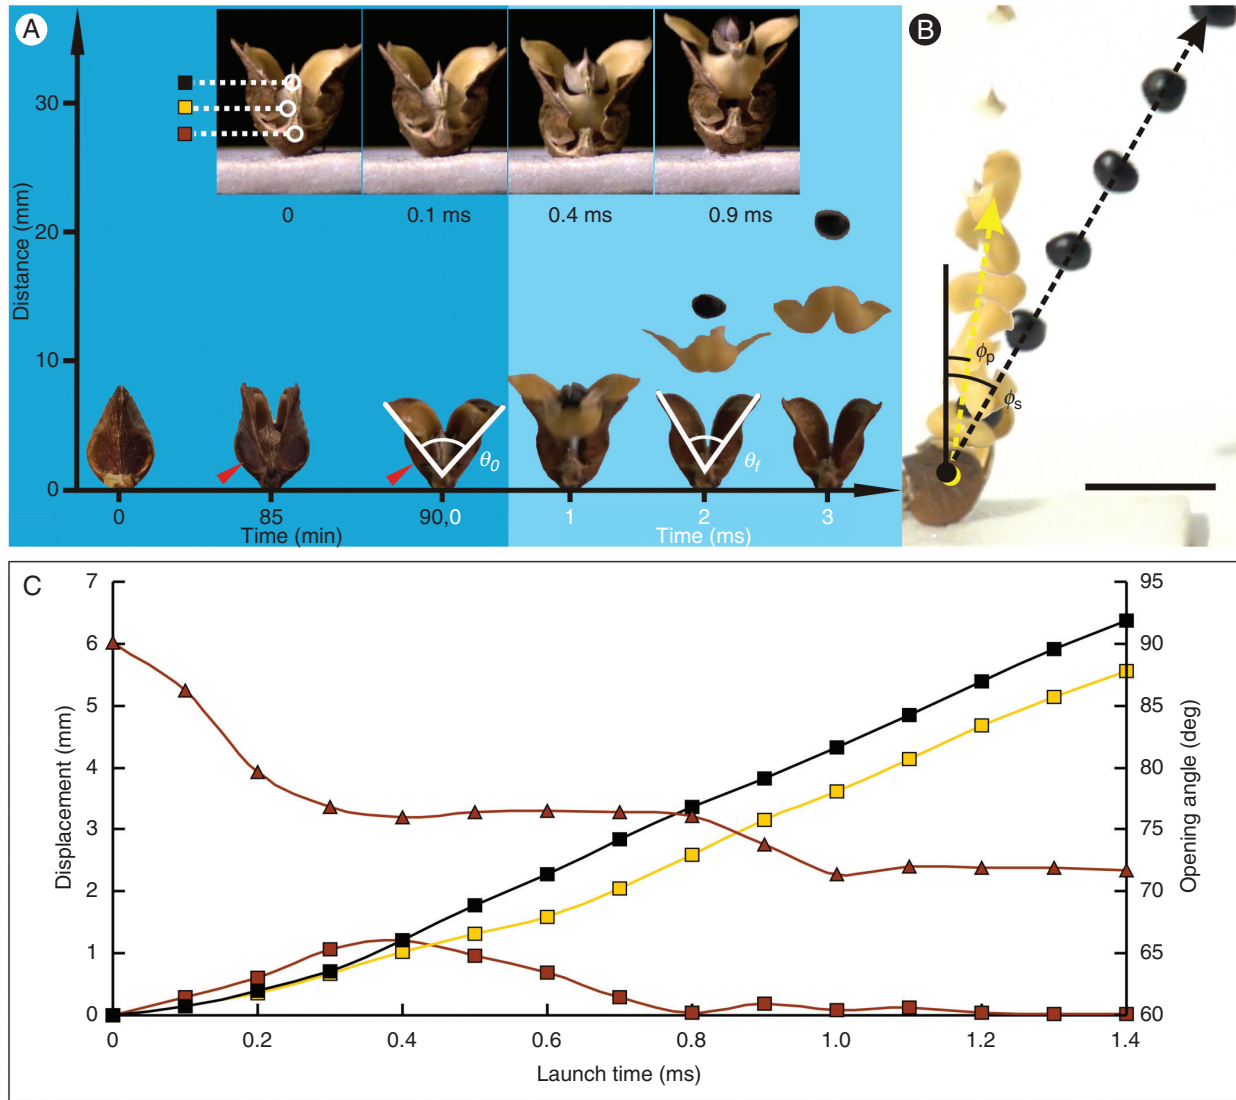 A
Distance (mm)
30
20
10
0
0
0.1 ms
0.4 ms
0.9 ms
θ0
θf
0
85
90,0
1
2
3
Time (min)
Time (ms)
B
ϕp
ϕs
C
7
6
5
4
3
2
1
0
Displacement (mm)
95
90
85
80
75
70
65
60
Opening angle (deg)
0
0.2
0.4
0.6
0.8
1.0
1.2
1.4
Launch time (ms)